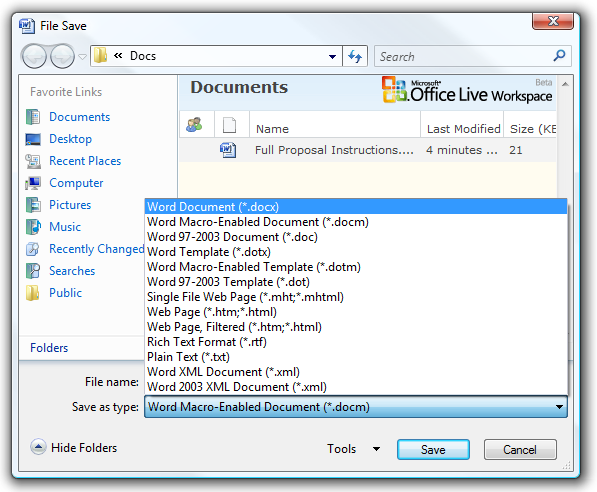 File Save
« Docs
Search
Favorite Links
Documents
Desktop
Recent Places
Computer
Pictures
Music
Recently Changed
Searches
Public
Folders
Documents
Microsoft®
Office Live Workspace
Beta
Name
Last Modified
Size (KB
Full Proposal Instructions....
4 minutes ...
21
Word Document (*.docx)
Word Macro-Enabled Document (*.docm)
Word 97-2003 Document (*.doc)
Word Template (*.dotx)
Word Macro-Enabled Template (*.dotm)
Word 97-2003 Template (*.dot)
Single File Web Page (*.mht;*.mhtml)
Web Page (*.htm;*.html)
Web Page, Filtered (*.htm;*.html)
Rich Text Format (*.rtf)
Plain Text (*.txt)
Word XML Document (*.xml)
Word 2003 XML Document (*.xml)
File name:
Save as type:
Word Macro-Enabled Document (*.docm)
Hide Folders
Tools
Save
Cancel